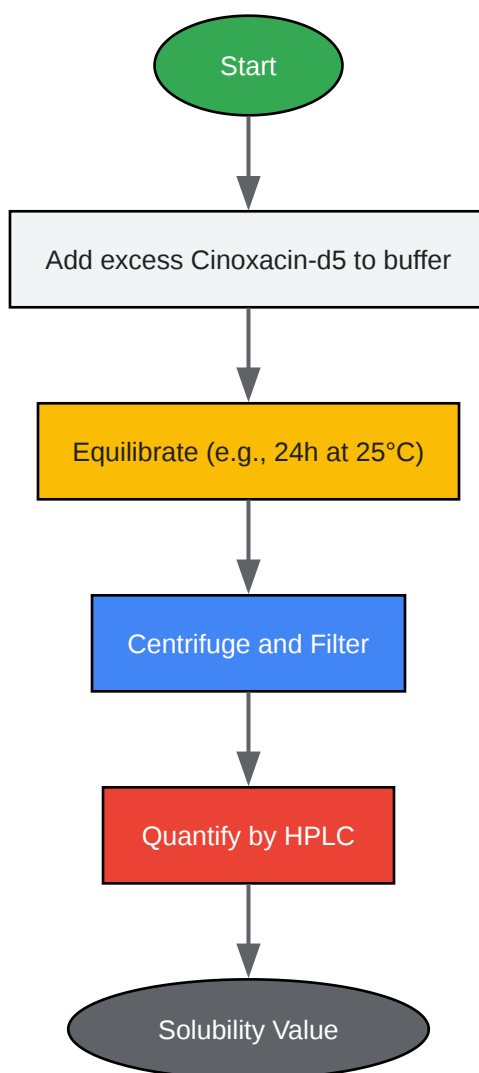 Start
Add excess Cinoxacin-d5 to buffer
Equilibrate (e.g., 24h at 25°C)
Centrifuge and Filter
Quantify by HPLC
Solubility Value